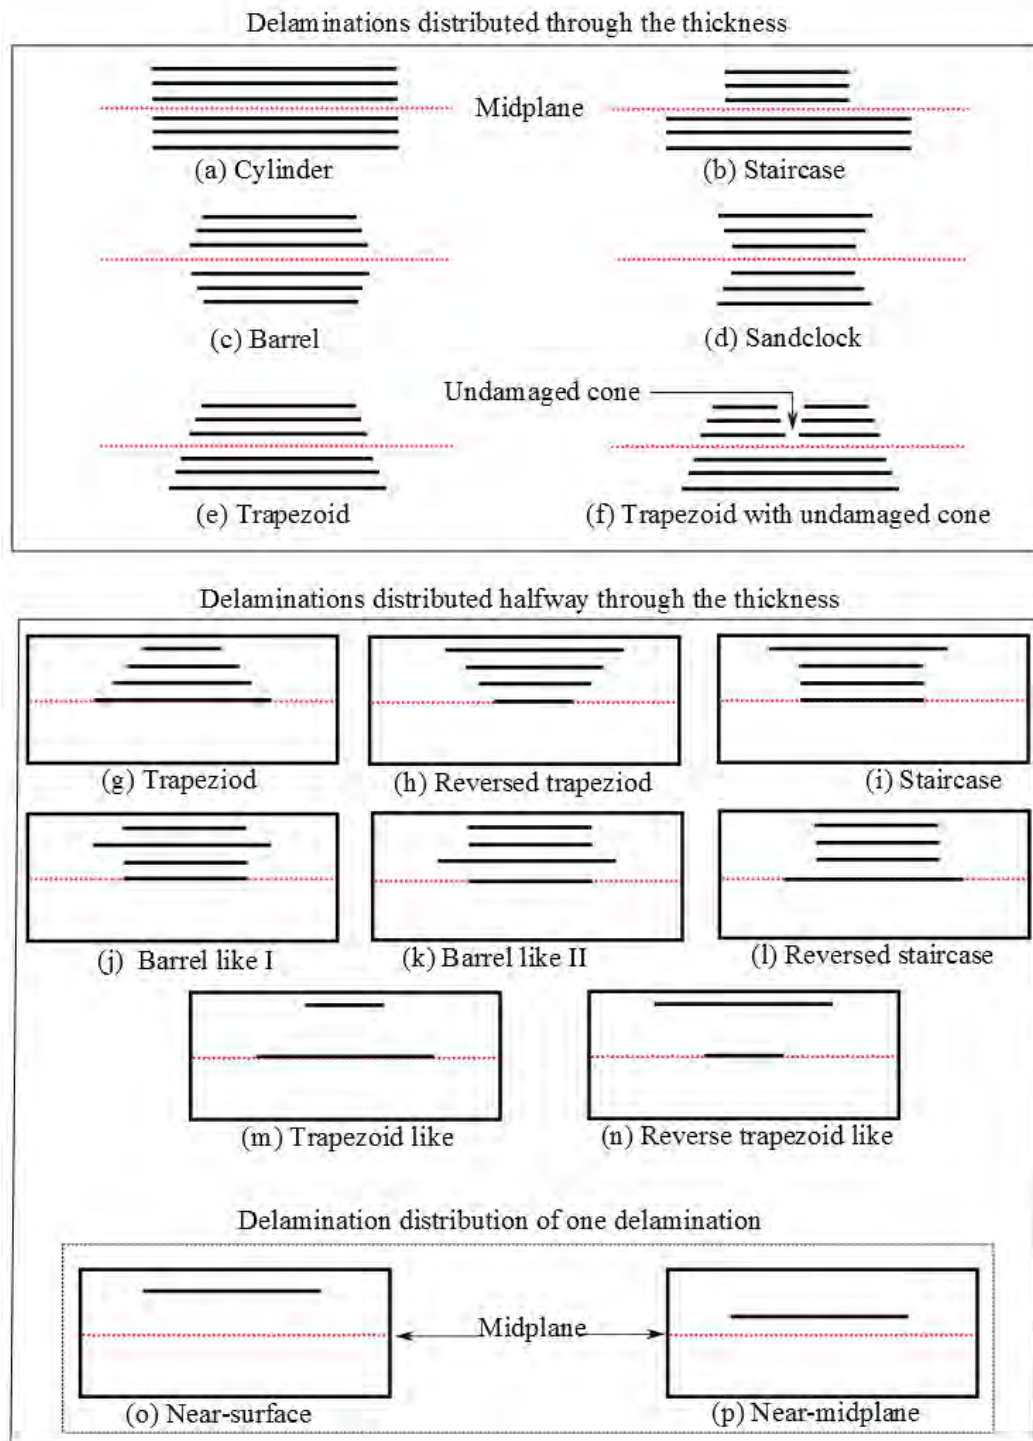 Delaminations distributed through the thickness
Midplane
(a) Cylinder
(b) Staircase
(c) Barrel
(d) Sandclock
Undamaged cone
(e) Trapezoid
(f) Trapezoid with undamaged cone
Delaminations distributed halfway through the thickness
(g) Trapeziod
(h) Reversed trapeziod
(i) Staircase
(j) Barrel like I
(k) Barrel like II
(l) Reversed staircase
(m) Trapezoid like
(n) Reverse trapezoid like
Delamination distribution of one delamination
Midplane
(o) Near-surface
(p) Near-midplane